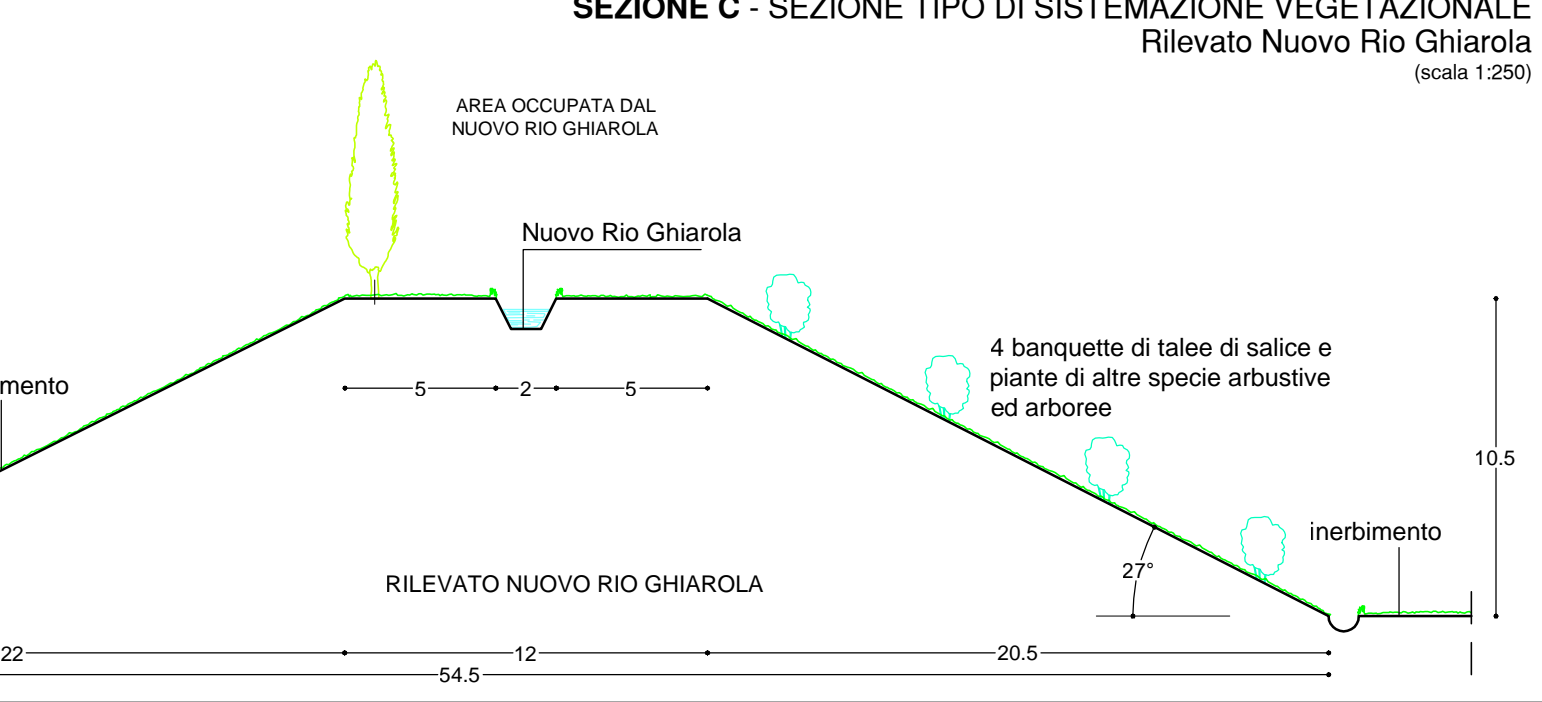 SEZIONE C - SEZIONE TIPO DI SISTEMAZIONE VEGETAZIONALE
Rilevato Nuovo Rio Ghiarola
(scala 1:250)
AREA OCCUPATA DAL
NUOVO RIO GHIAROLA
Nuovo Rio Ghiarola
4 banquette di talee di salice e
piante di altre specie arbustive
ed arboree
mento
5
2
5
10.5
inerbimento
27°
RILEVATO NUOVO RIO GHIAROLA
22
12
20.5
54.5